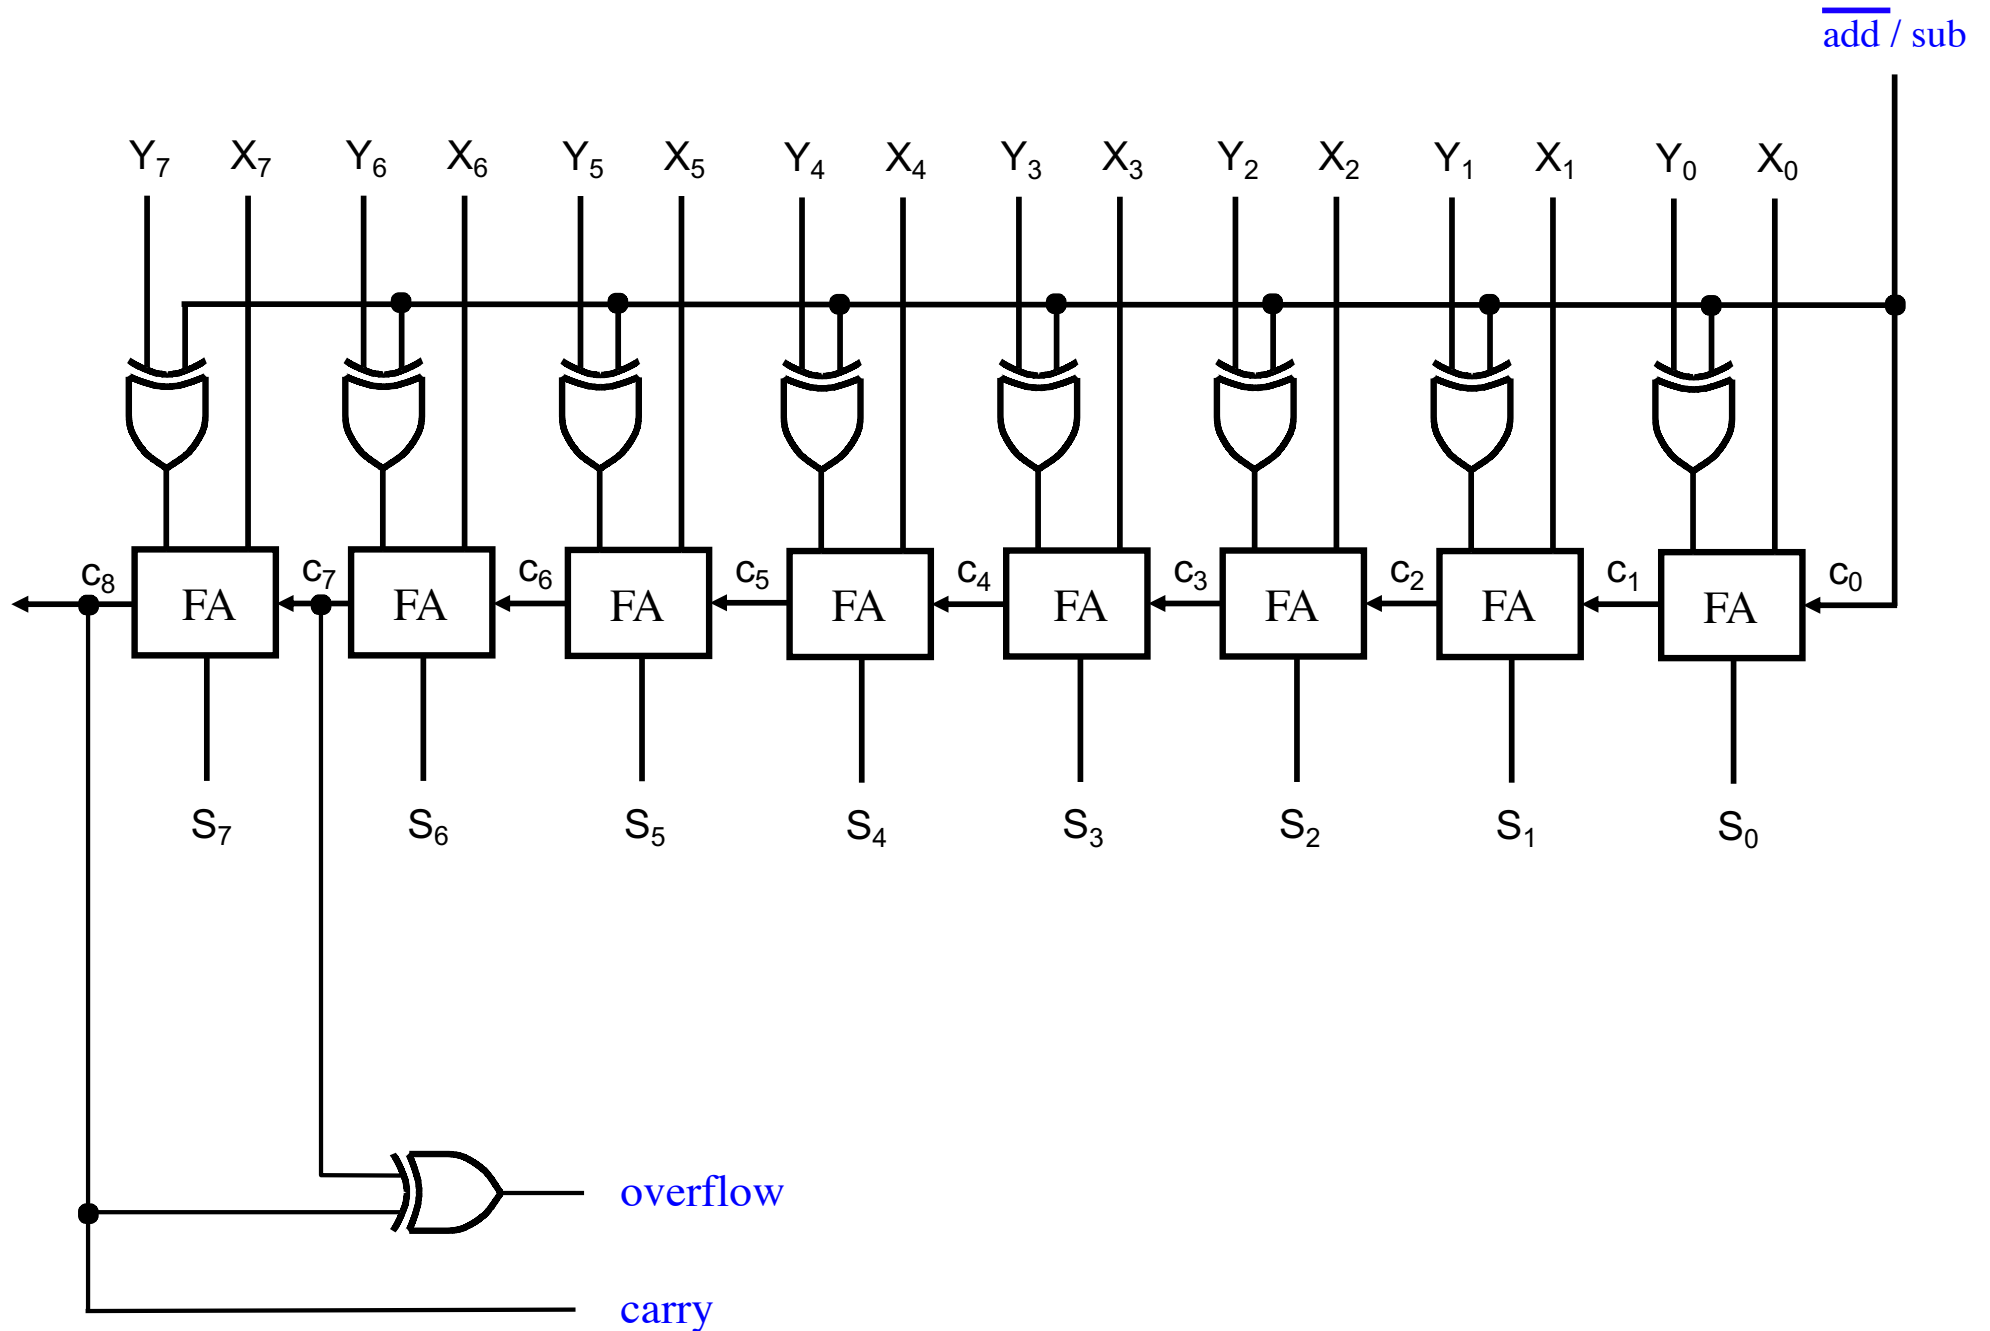 a̅d̅d̅ / sub
Y₇ X₇ Y₆ X₆ Y₅ X₅ Y₄ X₄ Y₃ X₃ Y₂ X₂ Y₁ X₁ Y₀ X₀
c₈ c₇ c₆ c₅ c₄ c₃ c₂ c₁ c₀
FA FA FA FA FA FA FA FA
S₇ S₆ S₅ S₄ S₃ S₂ S₁ S₀
overflow
carry